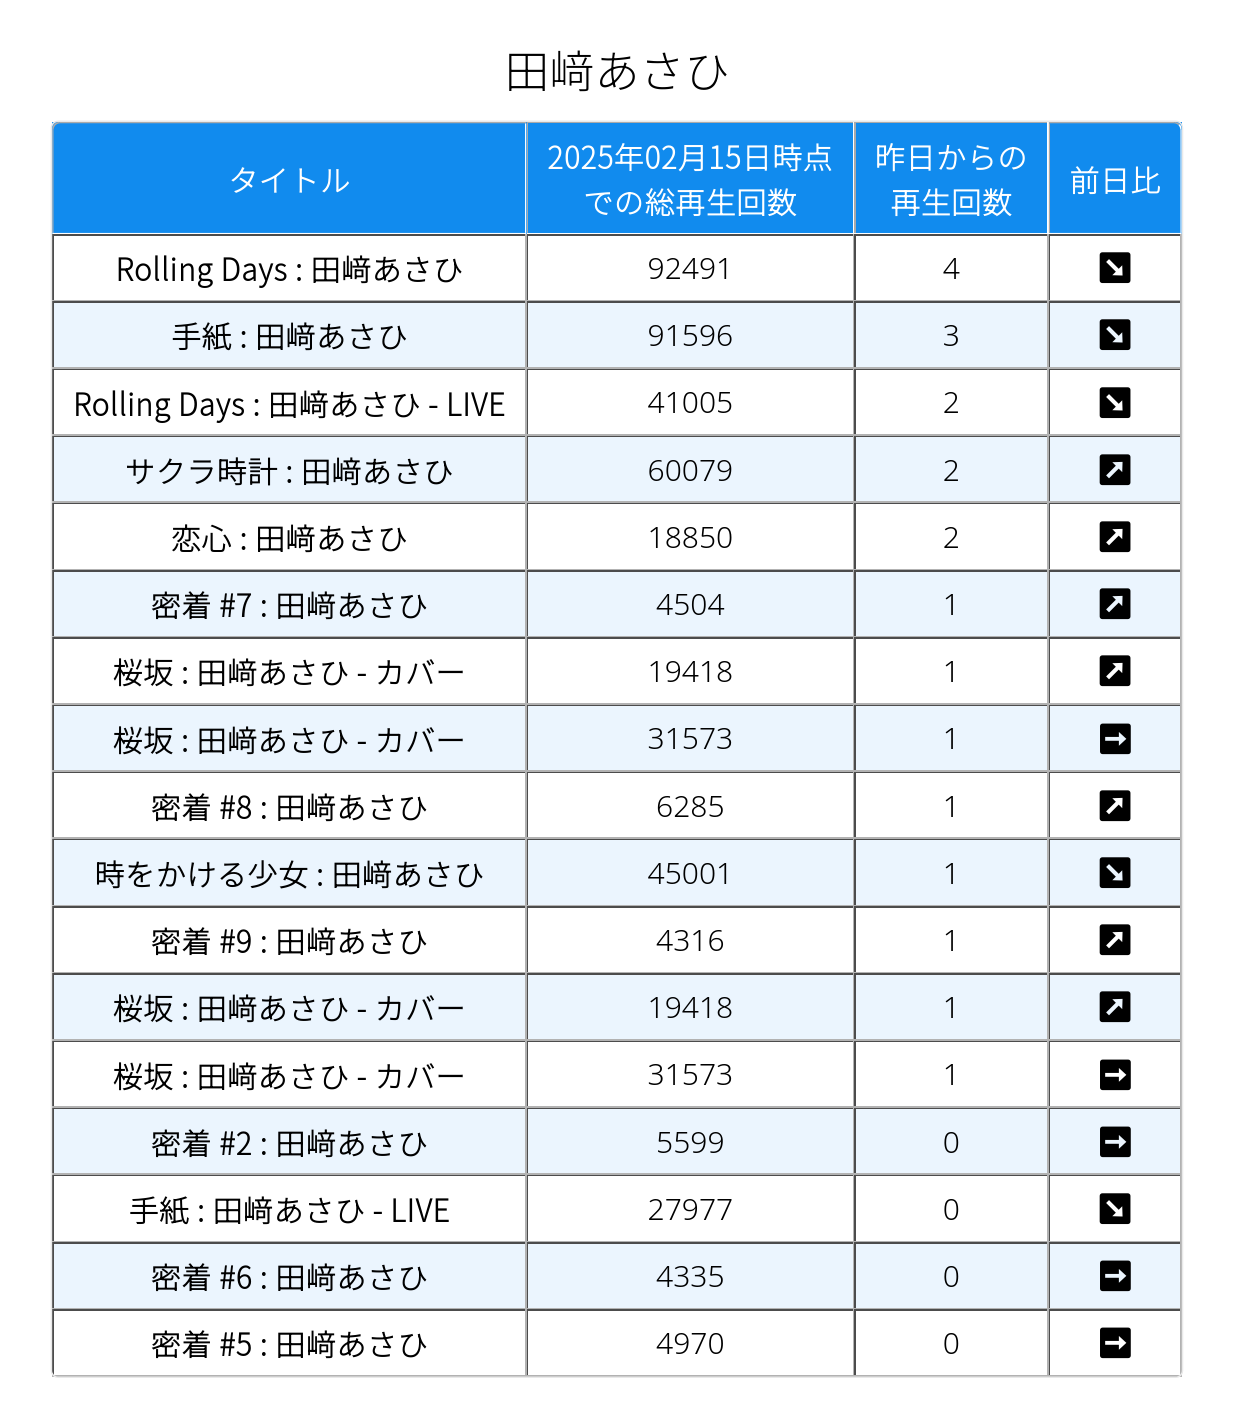 田﨑あさひ
タイトル
2025年02月15日時点
での総再生回数
昨日からの
再生回数
前日比
Rolling Days : 田﨑あさひ 92491 4 ↘
手紙 : 田﨑あさひ 91596 3 ↘
Rolling Days : 田﨑あさひ - LIVE 41005 2 ↘
サクラ時計 : 田﨑あさひ 60079 2 ↗
恋心 : 田﨑あさひ 18850 2 ↗
密着 #7 : 田﨑あさひ 4504 1 ↗
桜坂 : 田﨑あさひ - カバー 19418 1 ↗
桜坂 : 田﨑あさひ - カバー 31573 1 →
密着 #8 : 田﨑あさひ 6285 1 ↗
時をかける少女 : 田﨑あさひ 45001 1 ↘
密着 #9 : 田﨑あさひ 4316 1 ↗
桜坂 : 田﨑あさひ - カバー 19418 1 ↗
桜坂 : 田﨑あさひ - カバー 31573 1 →
密着 #2 : 田﨑あさひ 5599 0 →
手紙 : 田﨑あさひ - LIVE 27977 0 ↘
密着 #6 : 田﨑あさひ 4335 0 →
密着 #5 : 田﨑あさひ 4970 0 →